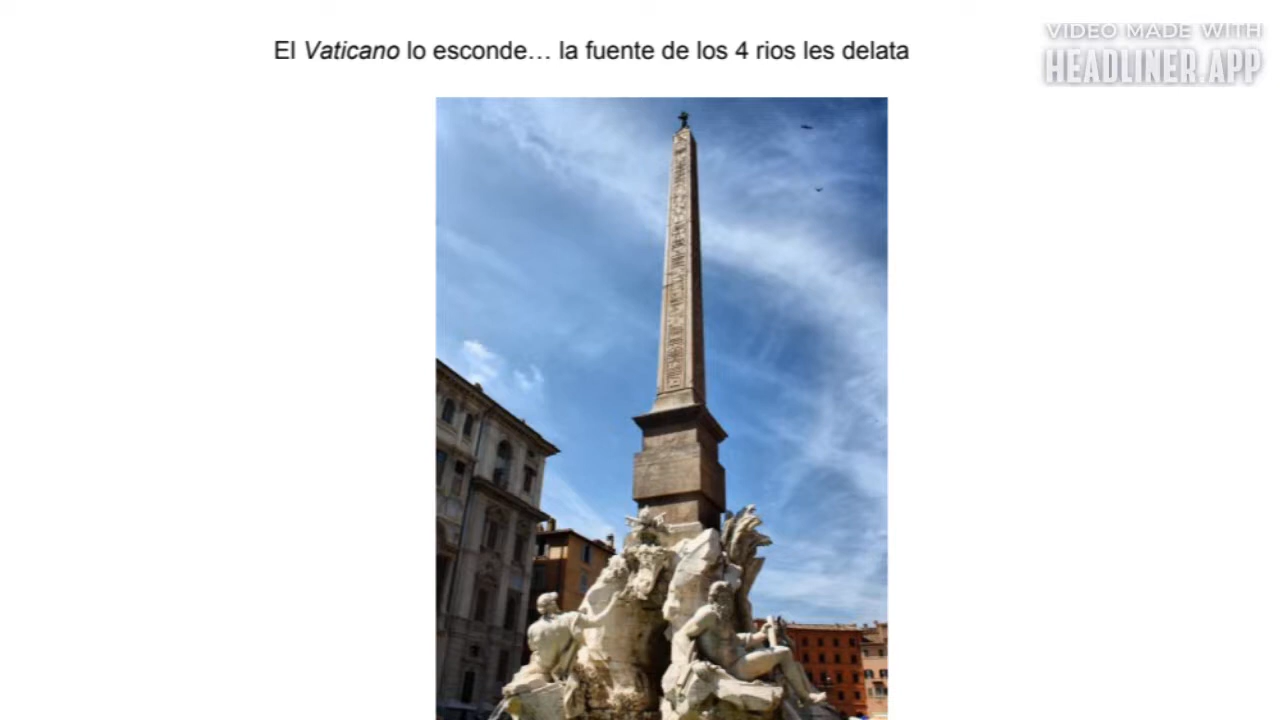 El Vaticano lo esconde... la fuente de los 4 rios les delata
VIDEO MADE WITH
HEADLINER.APP